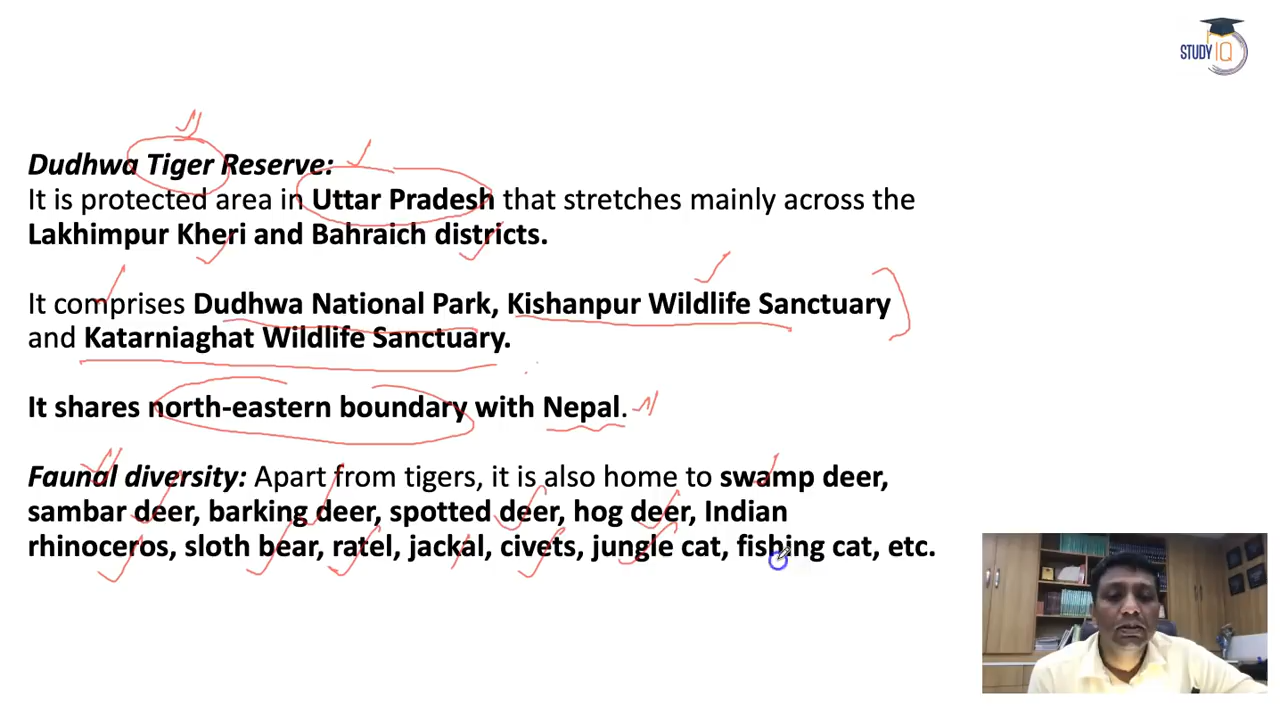 STUDY IQ
Dudhwa Tiger Reserve:
It is protected area in Uttar Pradesh that stretches mainly across the
Lakhimpur Kheri and Bahraich districts.
It comprises Dudhwa National Park, Kishanpur Wildlife Sanctuary
and Katarniaghat Wildlife Sanctuary.
It shares north-eastern boundary with Nepal.
Faunal diversity: Apart from tigers, it is also home to swamp deer,
sambar deer, barking deer, spotted deer, hog deer, Indian
rhinoceros, sloth bear, ratel, jackal, civets, jungle cat, fishing cat, etc.